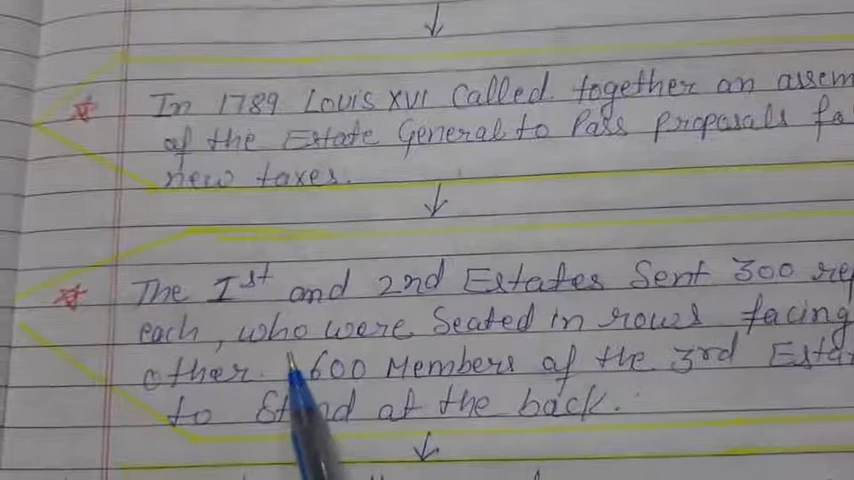 In 1789 Louis XVI Called together an assem
of the Estate General to Pass proposals fo
new taxes.
The Ist and 2nd Estates Sent 300 rep
each, who were Seated in rows facing
other. 600 Members of the 3rd Esta
to Stand at the back.